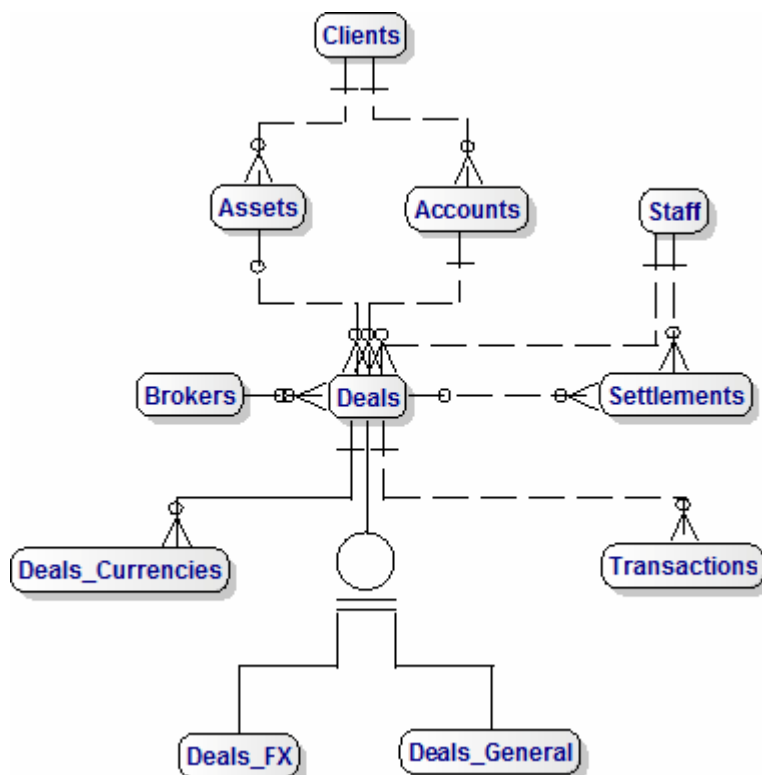 Clients
Assets
Accounts
Staff
Brokers
Deals
Settlements
Deals_Currencies
Transactions
Deals_FX
Deals_General